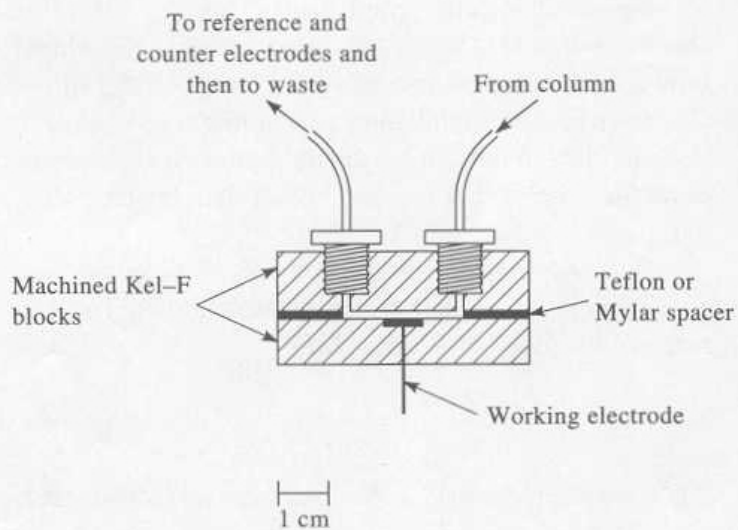 To reference and
counter electrodes and
then to waste
From column
Machined Kel–F
blocks
Teflon or
Mylar spacer
Working electrode
1 cm